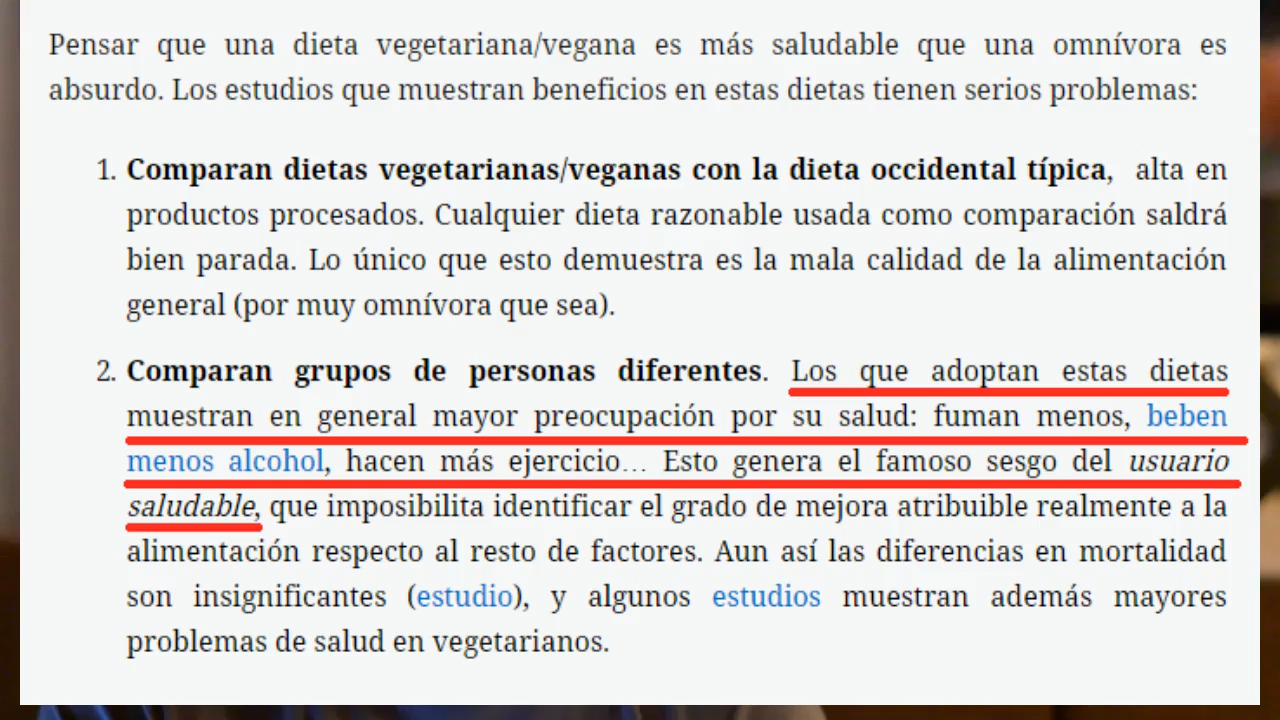 Pensar que una dieta vegetariana/vegana es más saludable que una omnívora es
absurdo. Los estudios que muestran beneficios en estas dietas tienen serios problemas:
1. Comparan dietas vegetarianas/veganas con la dieta occidental típica, alta en
productos procesados. Cualquier dieta razonable usada como comparación saldrá
bien parada. Lo único que esto demuestra es la mala calidad de la alimentación
general (por muy omnívora que sea).
2. Comparan grupos de personas diferentes. Los que adoptan estas dietas
muestran en general mayor preocupación por su salud: fuman menos, beben
menos alcohol, hacen más ejercicio… Esto genera el famoso sesgo del usuario
saludable, que imposibilita identificar el grado de mejora atribuible realmente a la
alimentación respecto al resto de factores. Aun así las diferencias en mortalidad
son insignificantes (estudio), y algunos estudios muestran además mayores
problemas de salud en vegetarianos.